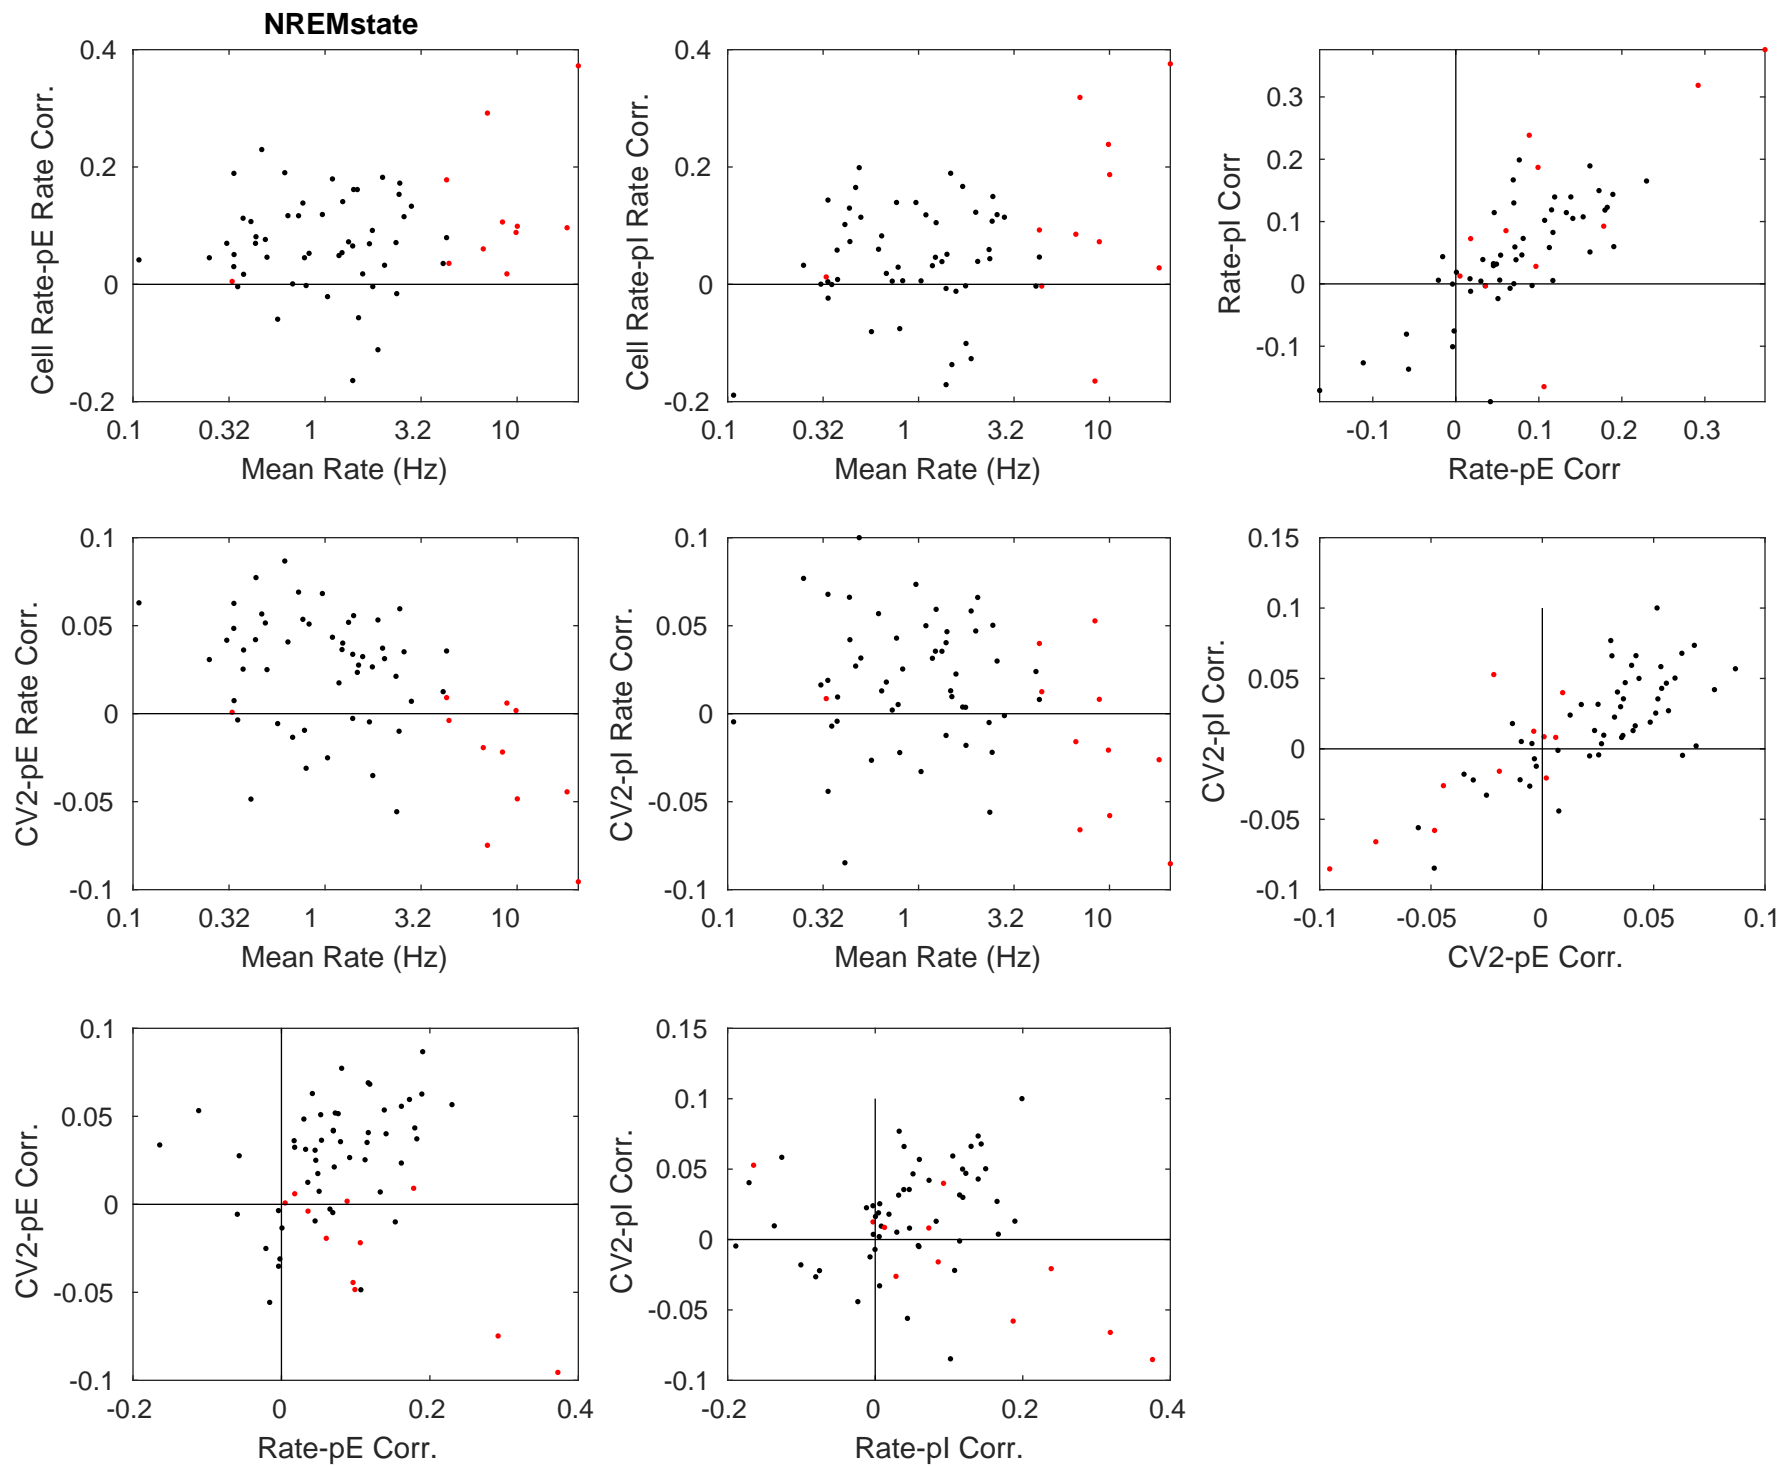 NREMstate
Cell Rate-pE Rate Corr.
0.4
0.2
0
-0.2
0.1 0.32 1 3.2 10
Mean Rate (Hz)
Cell Rate-pI Rate Corr.
0.4
0.2
0
-0.2
0.1 0.32 1 3.2 10
Mean Rate (Hz)
Rate-pI Corr
0.3
0.2
0.1
0
-0.1
-0.1 0 0.1 0.2 0.3
Rate-pE Corr
CV2-pE Rate Corr.
0.1
0.05
0
-0.05
-0.1
0.1 0.32 1 3.2 10
Mean Rate (Hz)
CV2-pI Rate Corr.
0.1
0.05
0
-0.05
-0.1
0.1 0.32 1 3.2 10
Mean Rate (Hz)
CV2-pI Corr.
0.15
0.1
0.05
0
-0.05
-0.1
-0.1 -0.05 0 0.05 0.1
CV2-pE Corr.
CV2-pE Corr.
0.1
0.05
0
-0.05
-0.1
-0.2 0 0.2 0.4
Rate-pE Corr.
CV2-pI Corr.
0.15
0.1
0.05
0
-0.05
-0.1
-0.2 0 0.2 0.4
Rate-pI Corr.